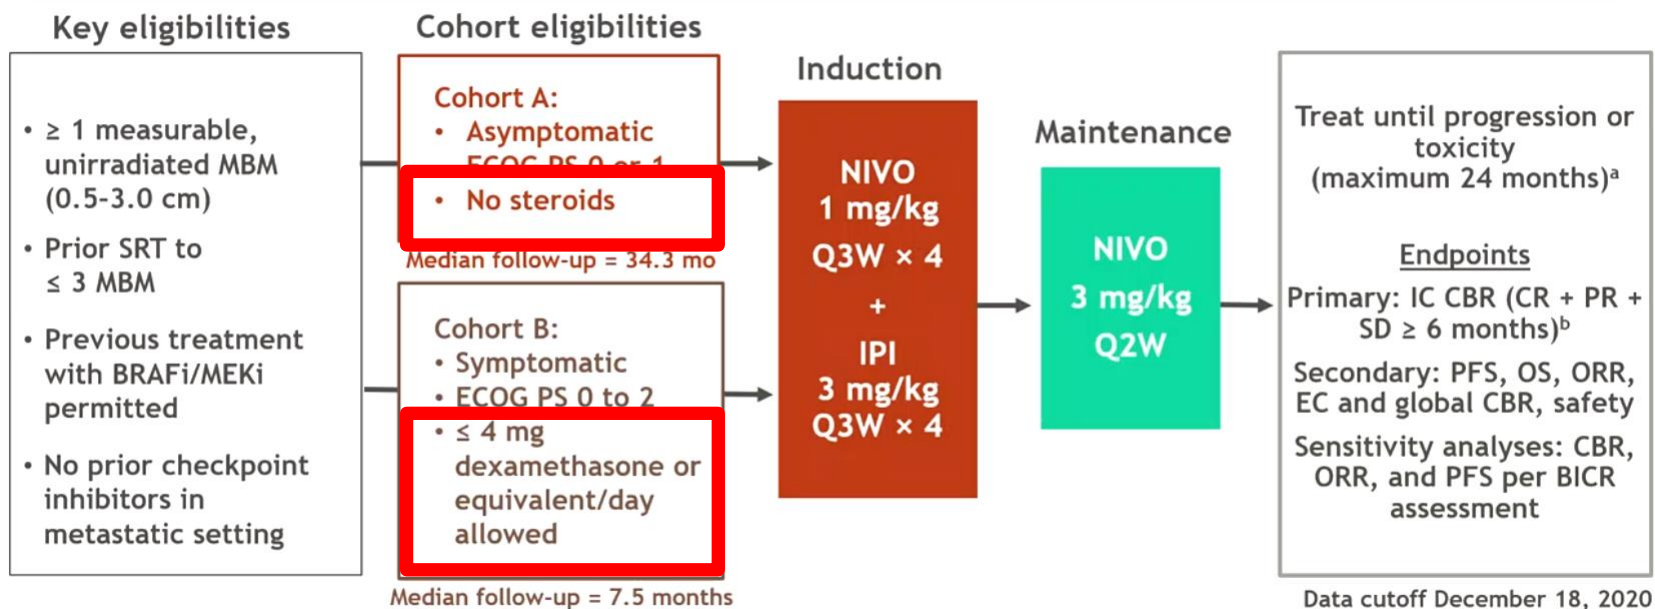 Key eligibilities
• ≥ 1 measurable,
unirradiated MBM
(0.5–3.0 cm)
• Prior SRT to
≤ 3 MBM
• Previous treatment
with BRAFi/MEKi
permitted
• No prior checkpoint
inhibitors in
metastatic setting
Cohort eligibilities
Cohort A:
• Asymptomatic
ECOG PS 0 or 1
• No steroids
Median follow-up = 34.3 mo
Cohort B:
• Symptomatic
• ECOG PS 0 to 2
• ≤ 4 mg
dexamethasone or
equivalent/day
allowed
Median follow-up = 7.5 months
Induction
NIVO
1 mg/kg
Q3W × 4
+
IPI
3 mg/kg
Q3W × 4
Maintenance
NIVO
3 mg/kg
Q2W
Treat until progression or
toxicity
(maximum 24 months)ᵃ
Endpoints
Primary: IC CBR (CR + PR +
SD ≥ 6 months)ᵇ
Secondary: PFS, OS, ORR,
EC and global CBR, safety
Sensitivity analyses: CBR,
ORR, and PFS per BICR
assessment
Data cutoff December 18, 2020